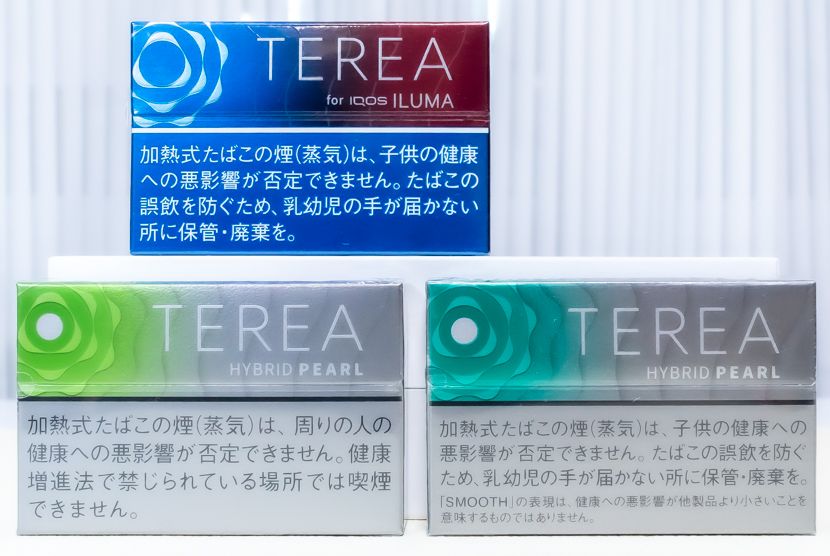 TEREA
for IQOS ILUMA
加熱式たばこの煙(蒸気)は、子供の健康
への悪影響が否定できません。たばこの
誤飲を防ぐため、乳幼児の手が届かない
所に保管・廃棄を。
TEREA
HYBRID PEARL
加熱式たばこの煙(蒸気)は、周りの人の
健康への悪影響が否定できません。健康
増進法で禁じられている場所では喫煙
できません。
TEREA
HYBRID PEARL
加熱式たばこの煙(蒸気)は、子供の健康への
悪影響が否定できません。たばこの誤飲を防ぐ
ため、乳幼児の手が届かない所に保管・廃棄を。
「SMOOTH」の表現は、健康への悪影響が他製品より小さいことを
意味するものではありません。